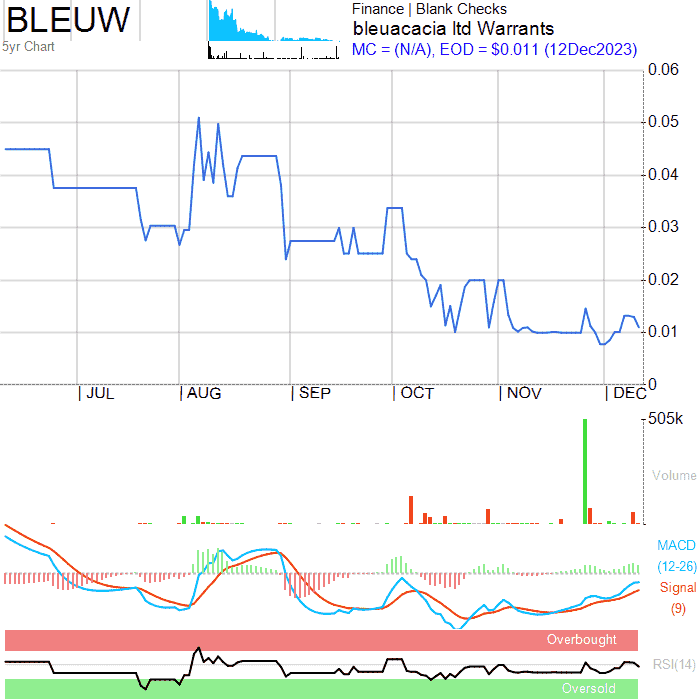 BLEUW
5yr Chart
Finance | Blank Checks
bleuacacia ltd Warrants
MC = (N/A), EOD = $0.011 (12Dec2023)
0.06
0.05
0.04
0.03
0.02
0.01
0
| JUL | AUG | SEP | OCT | NOV | DEC
505k
Volume
MACD
(12-26)
Signal
(9)
Overbought
RSI(14)
Oversold